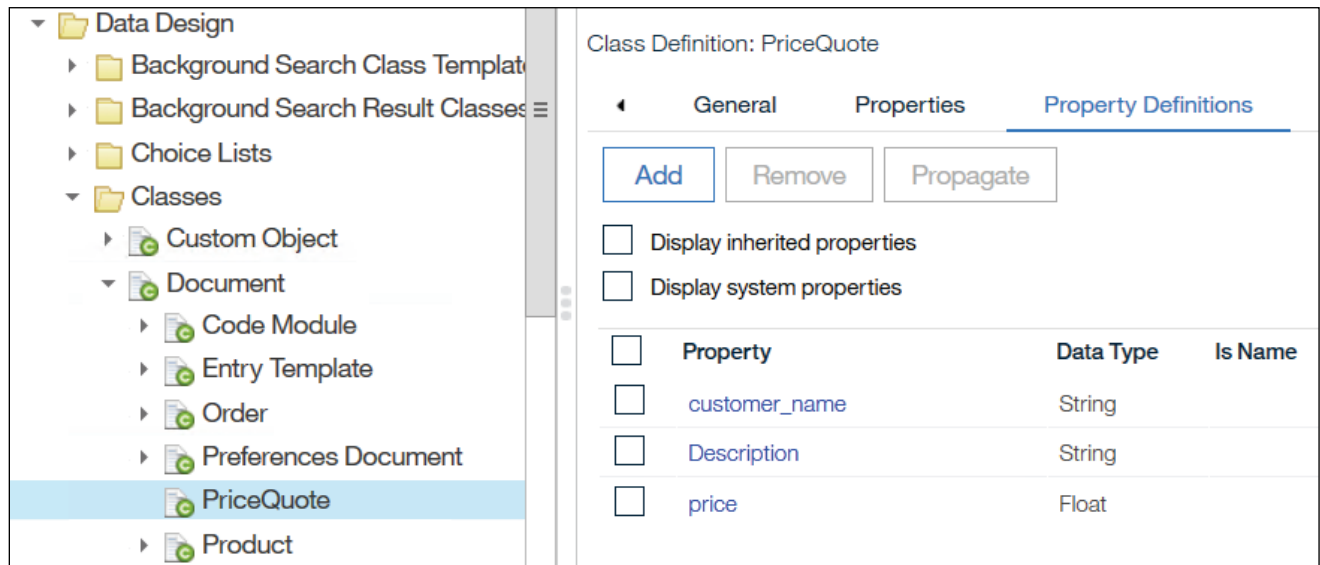 Data Design
Background Search Class Templat
Background Search Result Classes
Choice Lists
Classes
Custom Object
Document
Code Module
Entry Template
Order
Preferences Document
PriceQuote
Product
Class Definition: PriceQuote
General Properties Property Definitions
Add Remove Propagate
Display inherited properties
Display system properties
Property Data Type Is Name
customer_name String
Description String
price Float